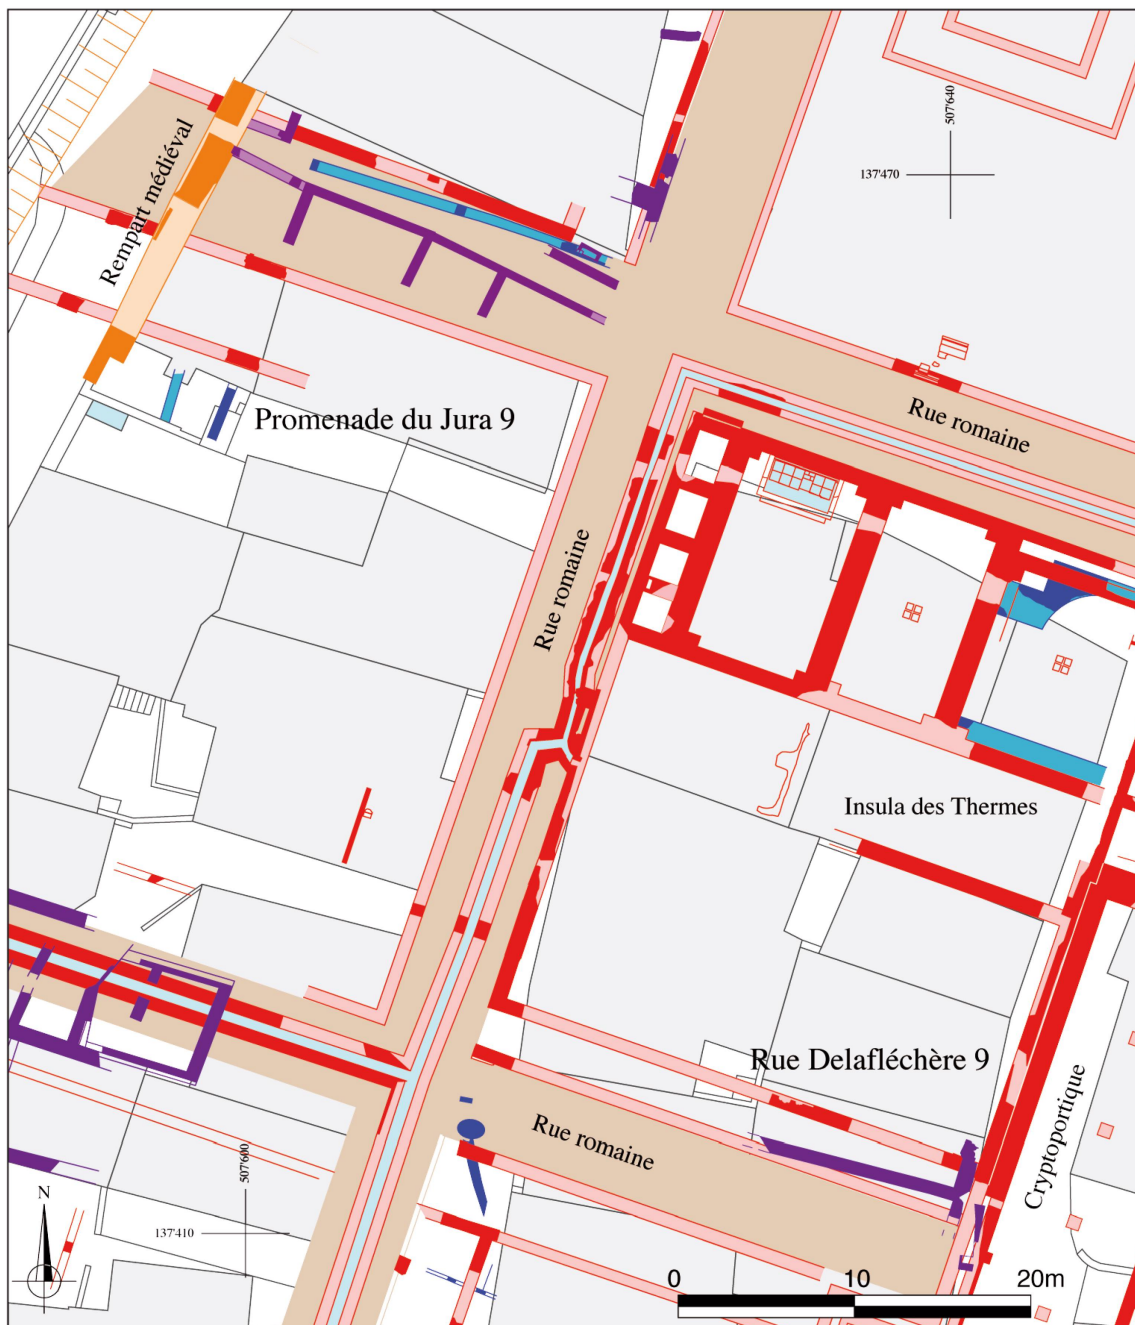 507'640
137'470
Rempart médiéval
Rue romaine
Promenade du Jura 9
Rue romaine
Insula des Thermes
Rue Delafléchère 9
Rue romaine
Cryptoportique
507'600
N
137'410
0 10 20m